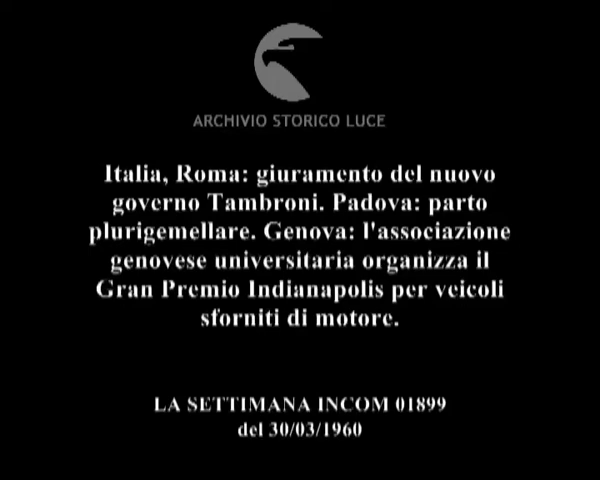 ARCHIVIO STORICO LUCE
Italia, Roma: giuramento del nuovo
governo Tambroni. Padova: parto
plurigemellare. Genova: l'associazione
genovese universitaria organizza il
Gran Premio Indianapolis per veicoli
sforniti di motore.
LA SETTIMANA INCOM 01899
del 30/03/1960